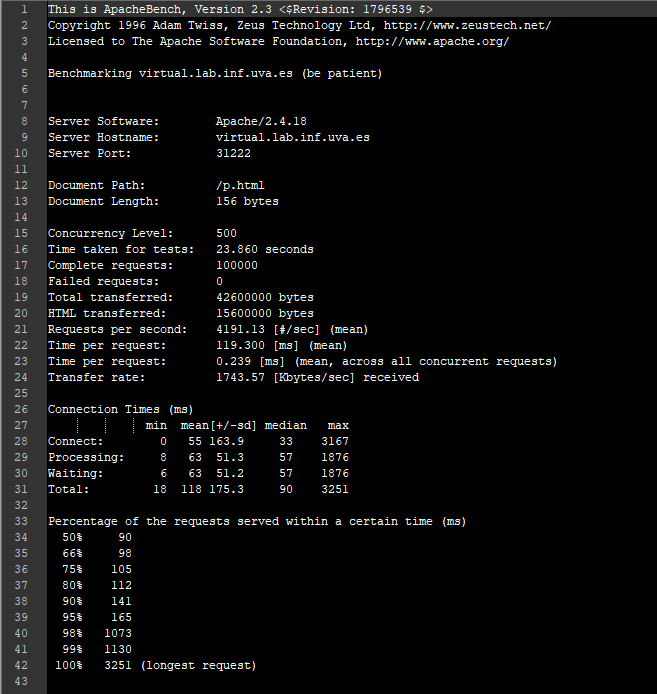 1 This is ApacheBench, Version 2.3 <$Revision: 1796539 $>
2 Copyright 1996 Adam Twiss, Zeus Technology Ltd, http://www.zeustech.net/
3 Licensed to The Apache Software Foundation, http://www.apache.org/
4
5 Benchmarking virtual.lab.inf.uva.es (be patient)
6
7
8 Server Software: Apache/2.4.18
9 Server Hostname: virtual.lab.inf.uva.es
10 Server Port: 31222
11
12 Document Path: /p.html
13 Document Length: 156 bytes
14
15 Concurrency Level: 500
16 Time taken for tests: 23.860 seconds
17 Complete requests: 100000
18 Failed requests: 0
19 Total transferred: 42600000 bytes
20 HTML transferred: 15600000 bytes
21 Requests per second: 4191.13 [#/sec] (mean)
22 Time per request: 119.300 [ms] (mean)
23 Time per request: 0.239 [ms] (mean, across all concurrent requests)
24 Transfer rate: 1743.57 [Kbytes/sec] received
25
26 Connection Times (ms)
27 min mean[+/-sd] median max
28 Connect: 0 55 163.9 33 3167
29 Processing: 8 63 51.3 57 1876
30 Waiting: 6 63 51.2 57 1876
31 Total: 18 118 175.3 90 3251
32
33 Percentage of the requests served within a certain time (ms)
34 50% 90
35 66% 98
36 75% 105
37 80% 112
38 90% 141
39 95% 165
40 98% 1073
41 99% 1130
42 100% 3251 (longest request)
43